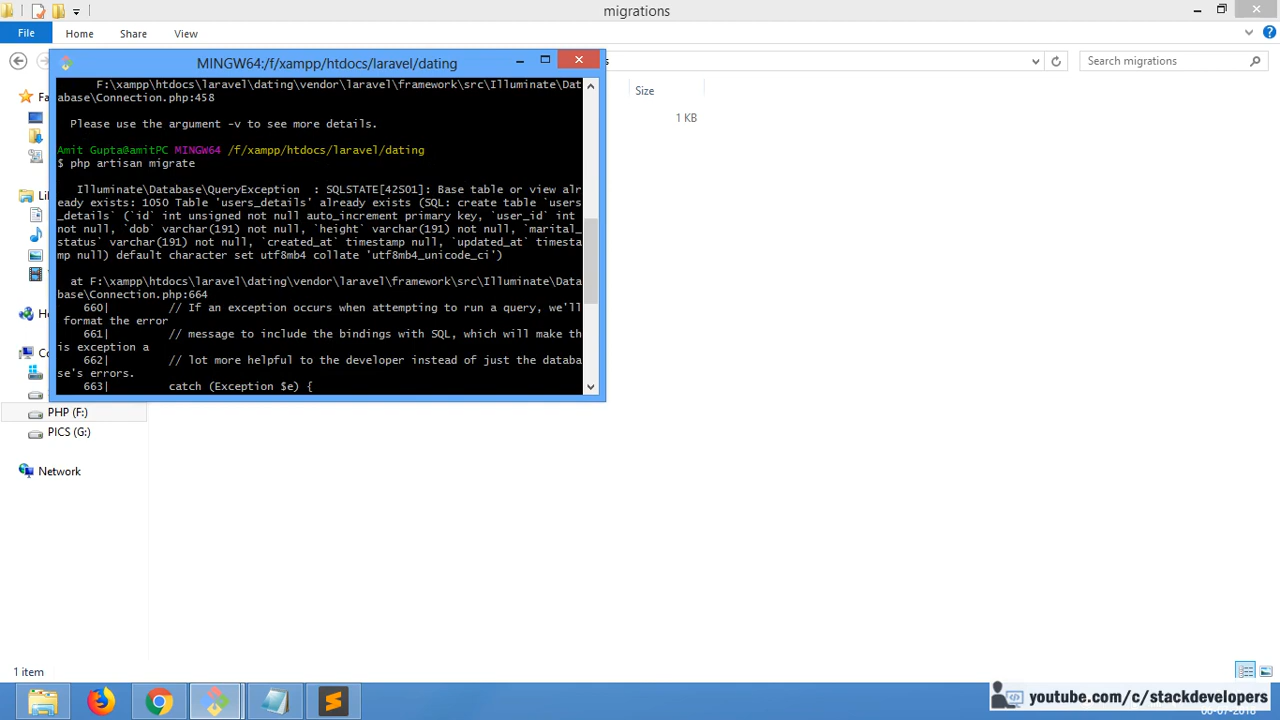 migrations
File
Home
Share
View
MINGW64:/f/xampp/htdocs/laravel/dating
s
Search migrations
Size
1 KB
F:\xampp\htdocs\laravel\dating\vendor\laravel\framework\src\Illuminate\Dat
abase\Connection.php:458
Please use the argument -v to see more details.
Amit Gupta@amitPC MINGW64 /f/xampp/htdocs/laravel/dating
$ php artisan migrate
Illuminate\Database\QueryException : SQLSTATE[42S01]: Base table or view alr
eady exists: 1050 Table 'users_details' already exists (SQL: create table `users
_details` (`id` int unsigned not null auto_increment primary key, `user_id` int
not null, `dob` varchar(191) not null, `height` varchar(191) not null, `marital_
status` varchar(191) not null, `created_at` timestamp null, `updated_at` timesta
mp null) default character set utf8mb4 collate 'utf8mb4_unicode_ci')
at F:\xampp\htdocs\laravel\dating\vendor\laravel\framework\src\Illuminate\Data
base\Connection.php:664
660| // If an exception occurs when attempting to run a query, we'll
format the error
661| // message to include the bindings with SQL, which will make th
is exception a
662| // lot more helpful to the developer instead of just the databa
se's errors.
663| catch (Exception $e) {
Fa
Lil
Ho
Co
PHP (F:)
PICS (G:)
Network
1 item
youtube.com/c/stackdevelopers